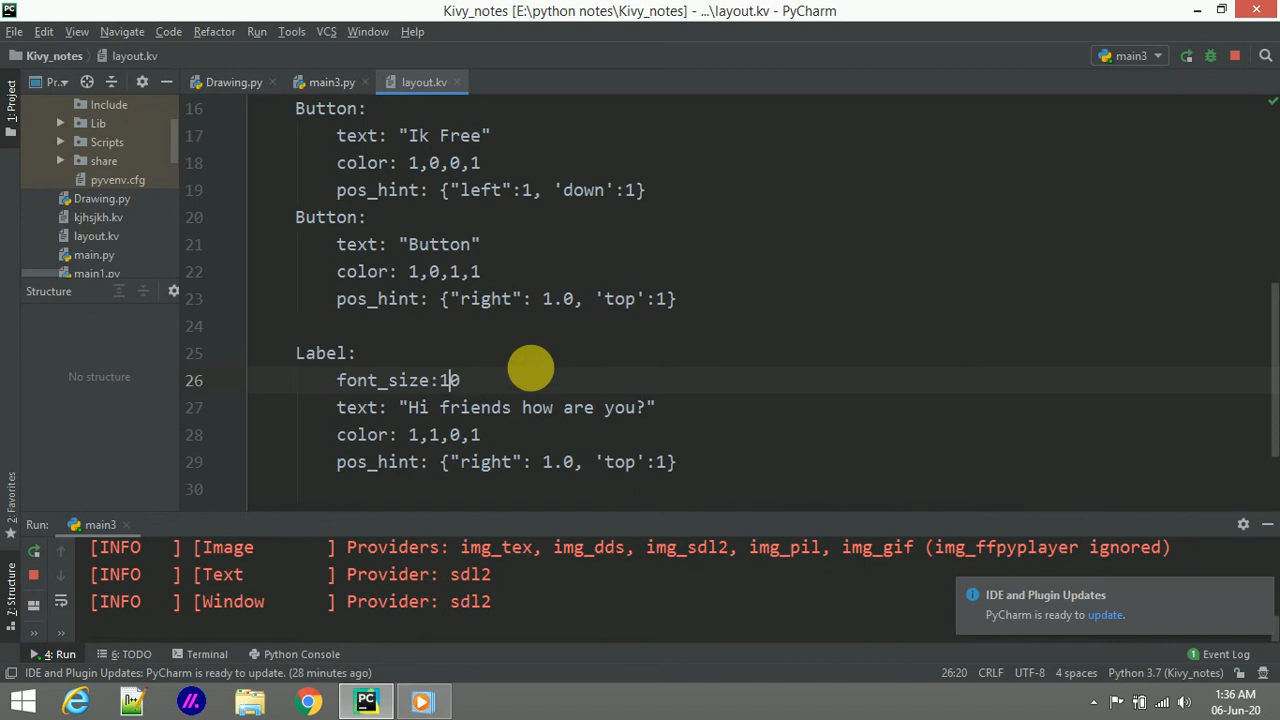 Kivy_notes [E:\python notes\Kivy_notes] - ...\layout.kv - PyCharm
File Edit View Navigate Code Refactor Run Tools VCS Window Help
Kivy_notes layout.kv main3
1: Project
Pr... Drawing.py main3.py layout.kv
Include
Lib
Scripts
share
pyvenv.cfg
Drawing.py
kjhsjkh.kv
layout.kv
main.py
main1.py
Structure
No structure
16 Button:
17 text: "Ik Free"
18 color: 1,0,0,1
19 pos_hint: {"left":1, 'down':1}
20 Button:
21 text: "Button"
22 color: 1,0,1,1
23 pos_hint: {"right": 1.0, 'top':1}
24
25 Label:
26 font_size:10
27 text: "Hi friends how are you?"
28 color: 1,1,0,1
29 pos_hint: {"right": 1.0, 'top':1}
30
2: Favorites
7: Structure
Run: main3
[INFO ] [Image ] Providers: img_tex, img_dds, img_sdl2, img_pil, img_gif (img_ffpyplayer ignored)
[INFO ] [Text ] Provider: sdl2
[INFO ] [Window ] Provider: sdl2
IDE and Plugin Updates
PyCharm is ready to update.
4: Run 6: TODO Terminal Python Console 1 Event Log
IDE and Plugin Updates: PyCharm is ready to update. (28 minutes ago) 26:20 CRLF UTF-8 4 spaces Python 3.7 (Kivy_notes)
1:36 AM
06-Jun-20